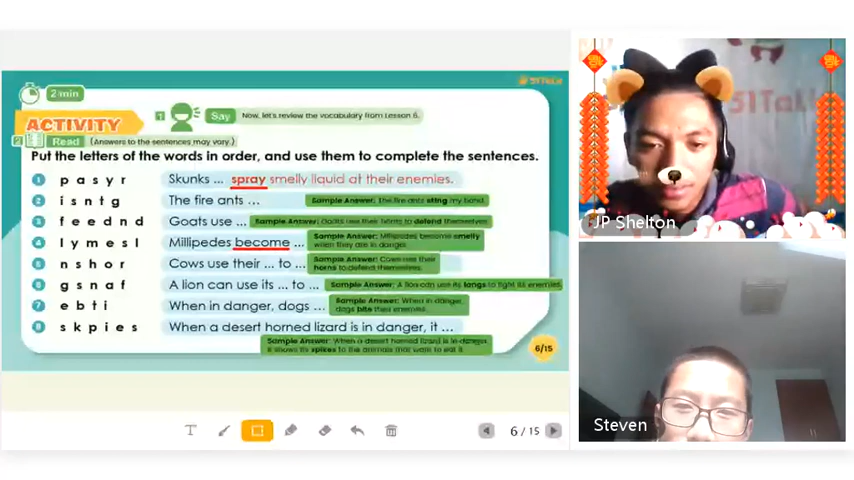 51Talk
2 min
1 Say Now, let's review the vocabulary from Lesson 6.
ACTIVITY
2 Read (Answers to the sentences may vary.)
Put the letters of the words in order, and use them to complete the sentences.
1 p a s y r Skunks ... spray smelly liquid at their enemies.
2 i s n t g The fire ants ... Sample Answer: The fire ants sting my hand.
3 f e e d n d Goats use ... Sample Answer: Goats use their horns to defend themselves.
4 l y m e s l Millipedes become ... Sample Answer: Millipedes become smelly
when they are in danger.
5 n s h o r Cows use their ... to ... Sample Answer: Cows use their
horns to defend themselves.
6 g s n a f A lion can use its ... to ... Sample Answer: A lion can use its fangs to fight its enemies.
7 e b t i When in danger, dogs ... Sample Answer: When in danger,
dogs bite their enemies.
8 s k p i e s When a desert horned lizard is in danger, it ...
Sample Answer: When a desert horned lizard is in danger,
it shows its spikes to the animals that want to eat it.
6/15
T 6 / 15
51Talk
JP Shelton
Steven